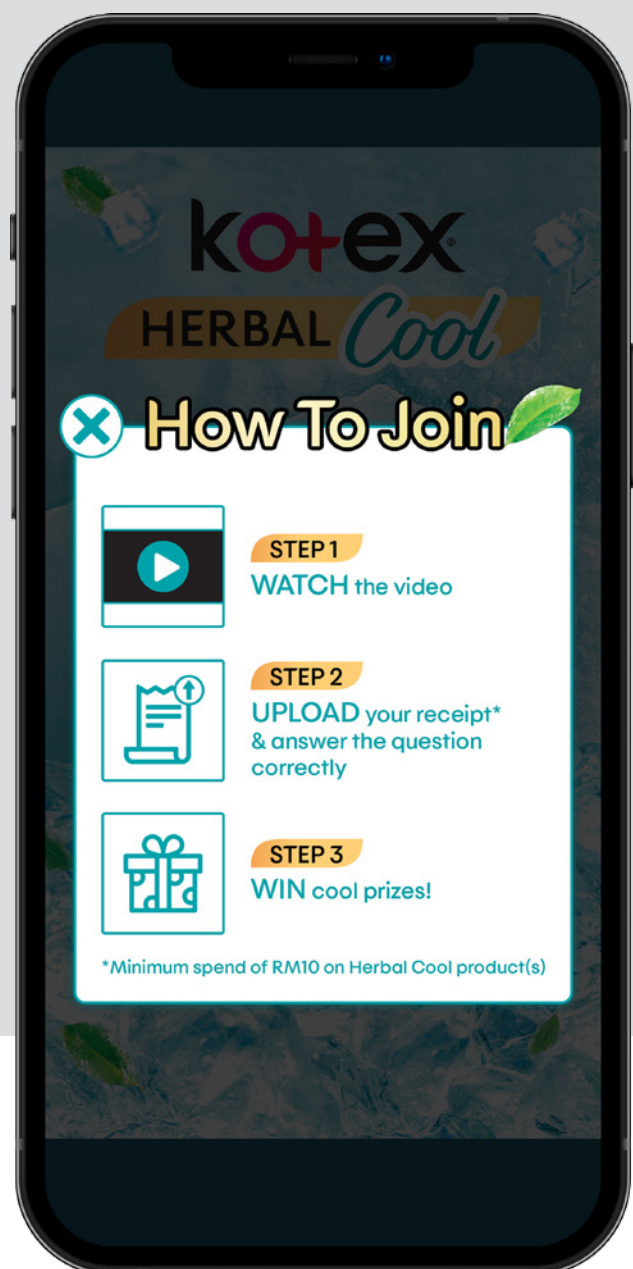 kotex®
HERBAL Cool
How To Join
STEP 1
WATCH the video
STEP 2
UPLOAD your receipt*
& answer the question
correctly
STEP 3
WIN cool prizes!
*Minimum spend of RM10 on Herbal Cool product(s)